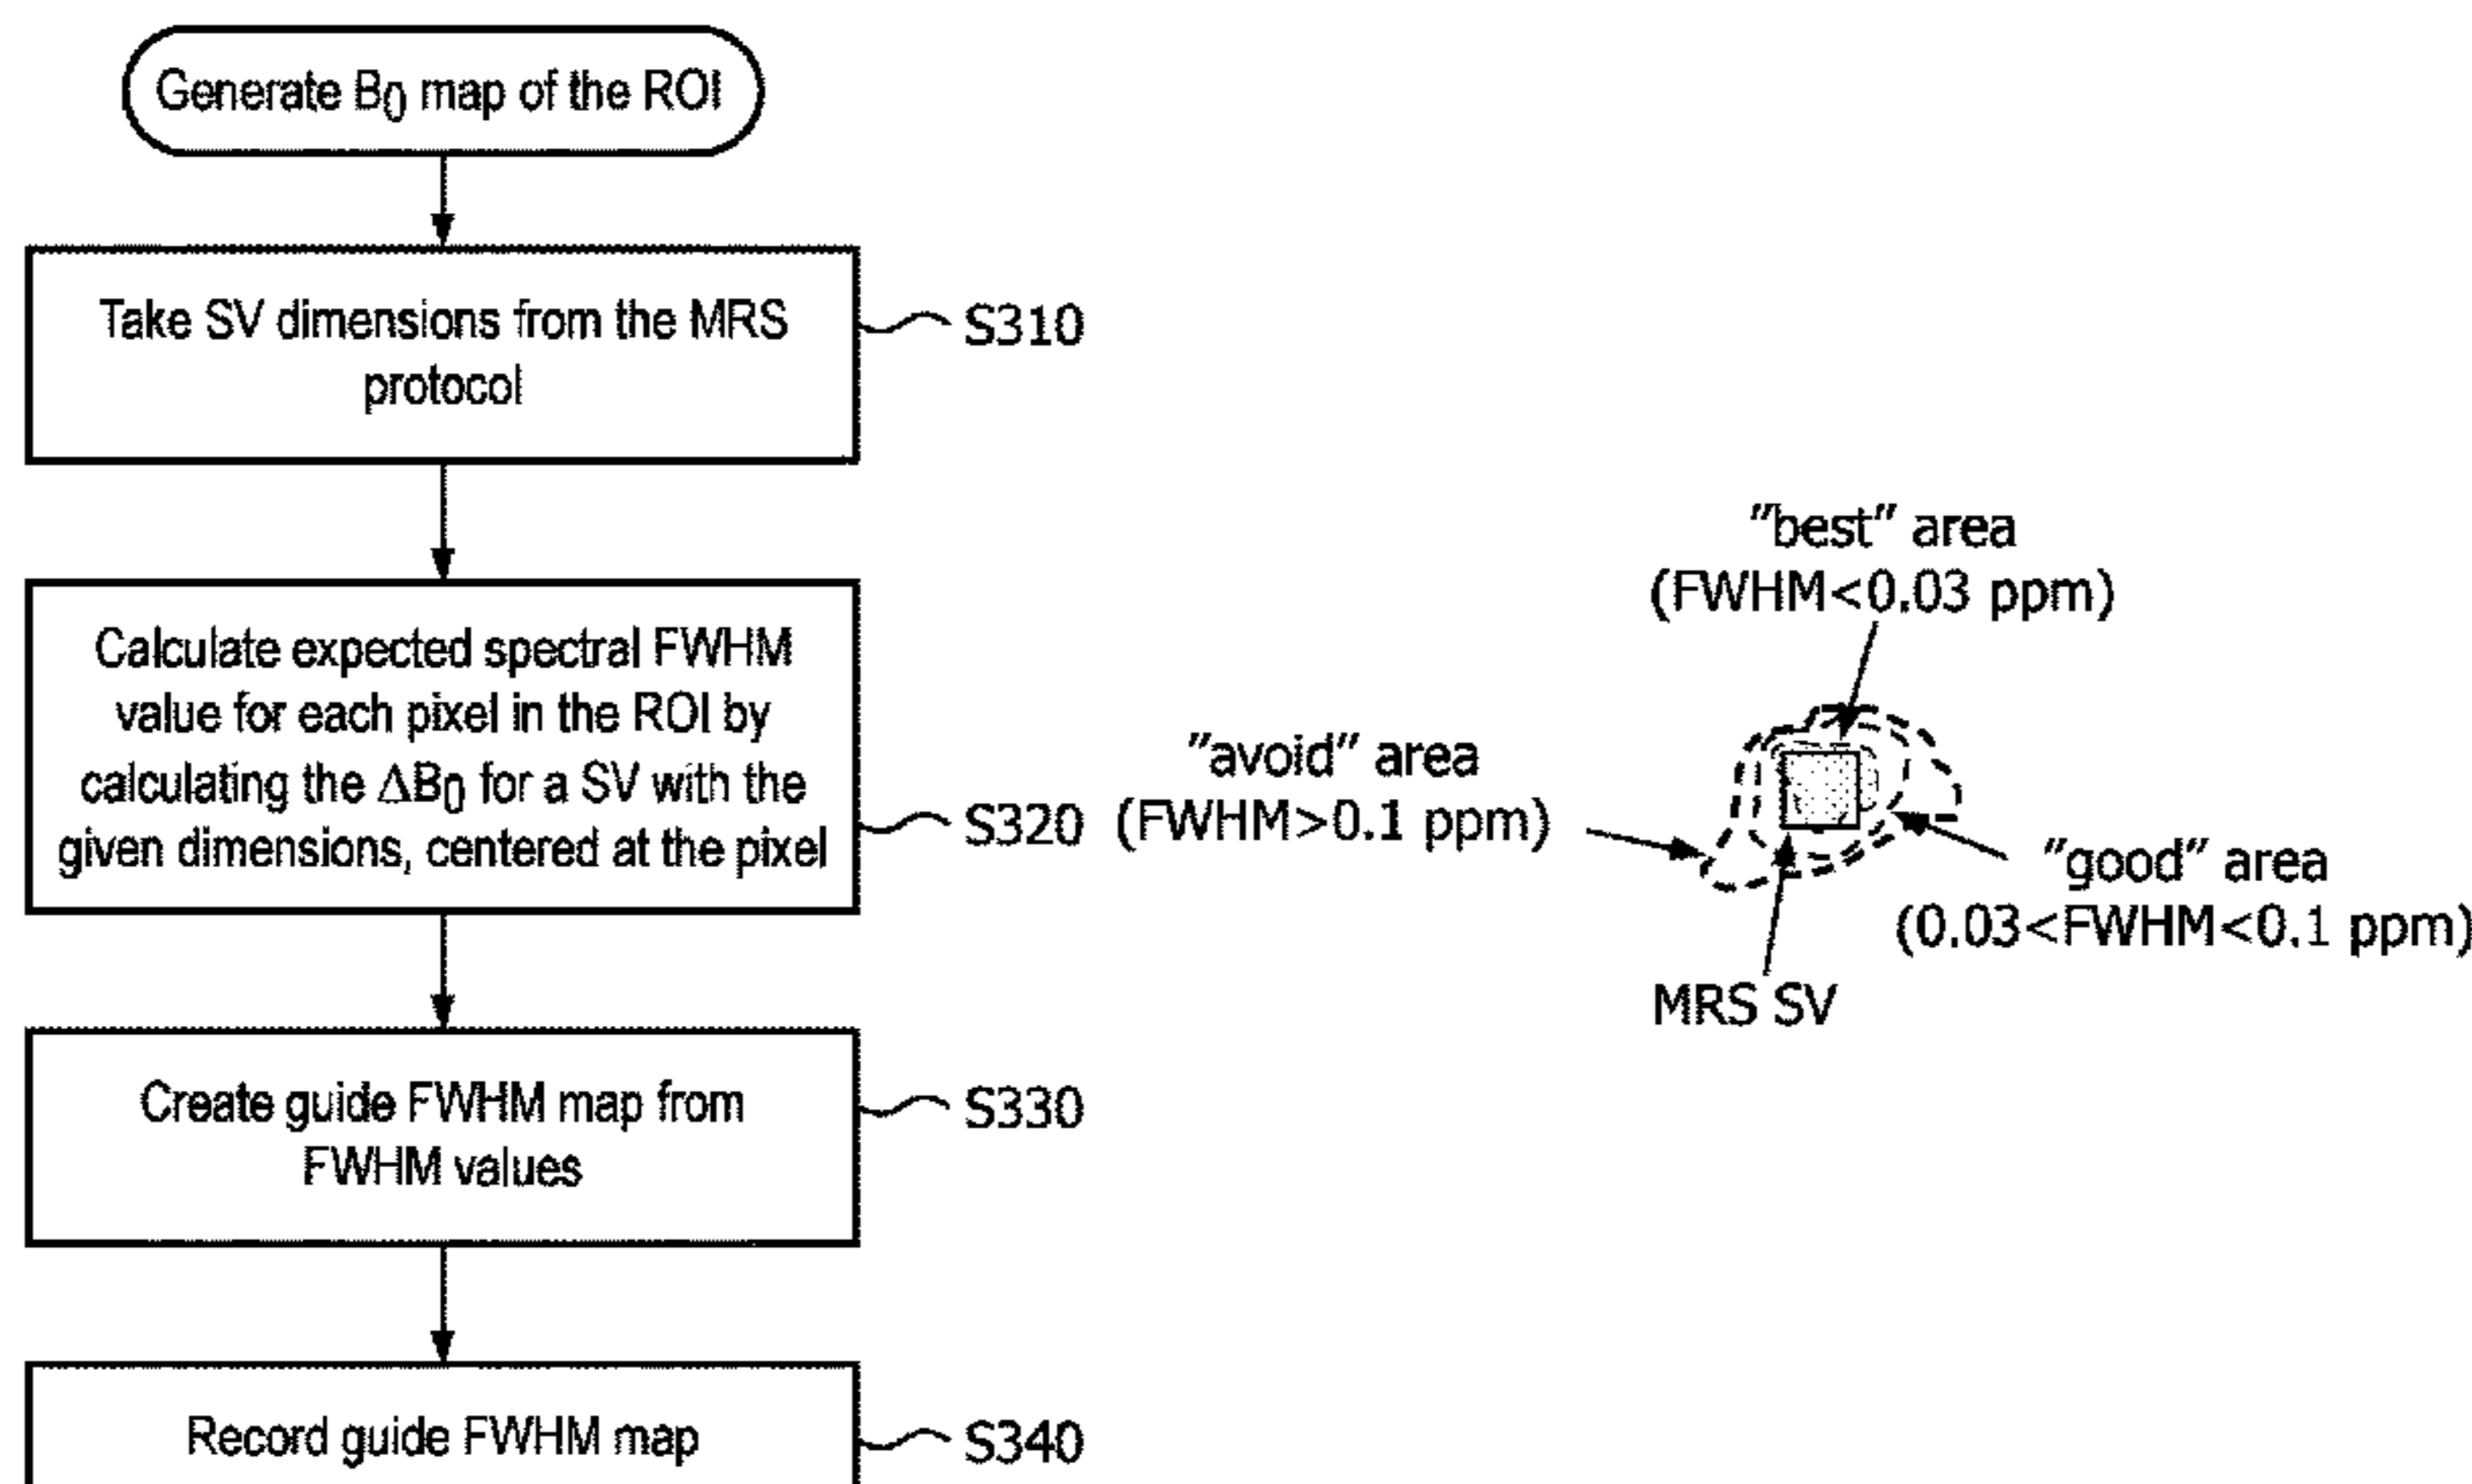 Generate B0 map of the ROI
Take SV dimensions from the MRS
protocol
S310
Calculate expected spectral FWHM
value for each pixel in the ROI by
calculating the ΔB0 for a SV with the
given dimensions, centered at the pixel
S320
Create guide FWHM map from
FWHM values
S330
Record guide FWHM map
S340
"best" area
(FWHM<0.03 ppm)
"avoid" area
(FWHM>0.1 ppm)
"good" area
(0.03<FWHM<0.1 ppm)
MRS SV